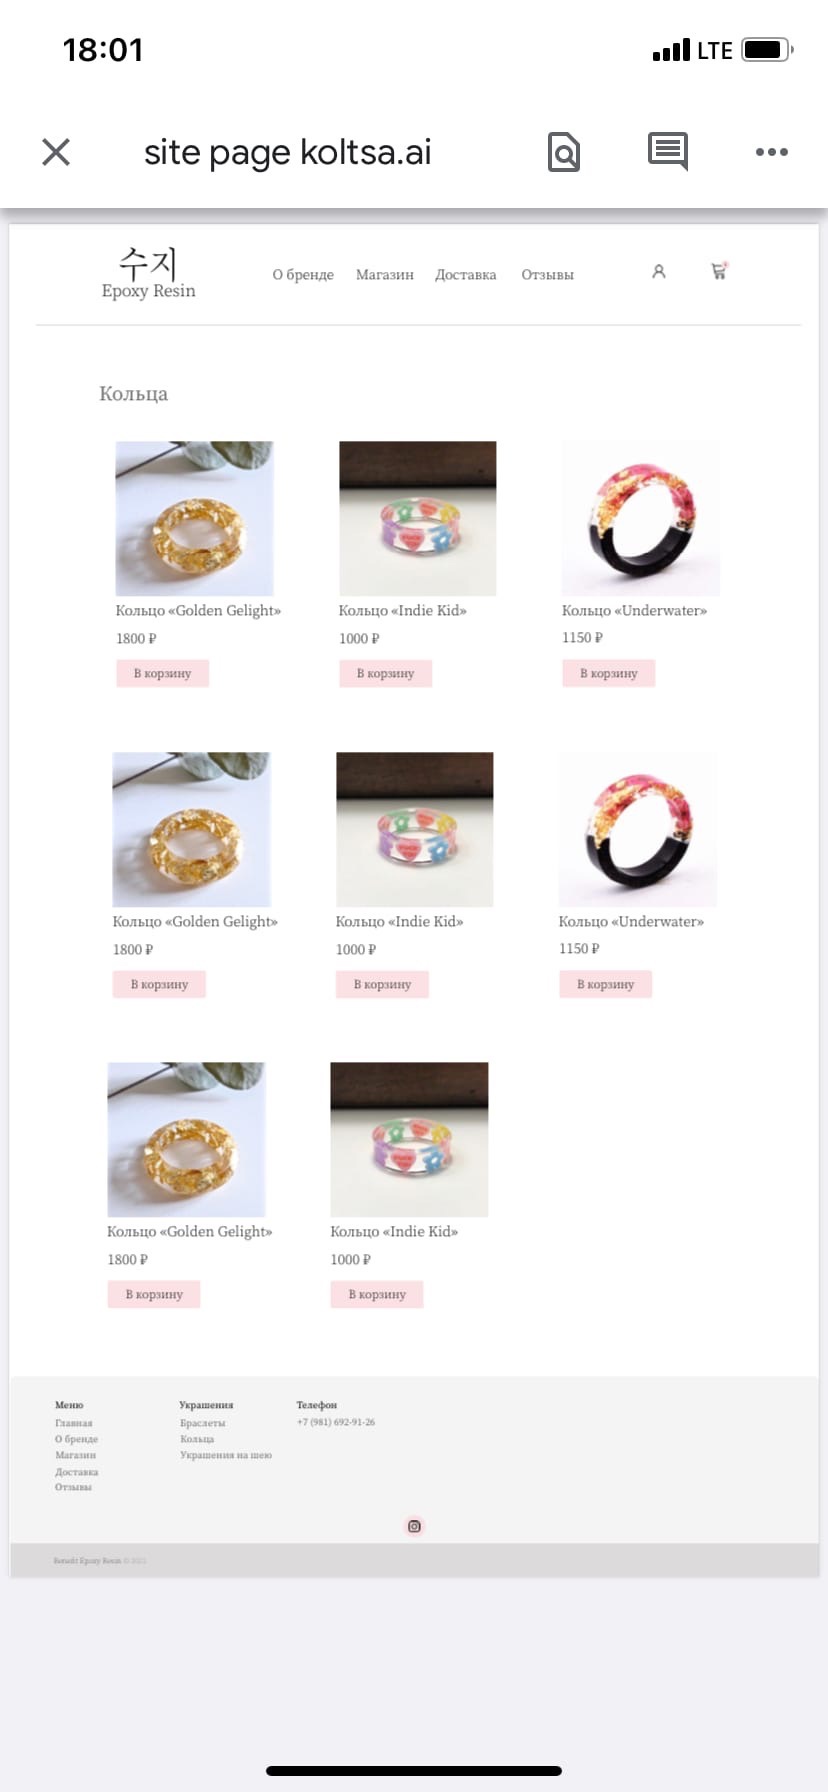 18:01
LTE
site page koltsa.ai
수지
Epoxy Resin
О бренде Магазин Доставка Отзывы
Кольца
Кольцо «Golden Gelight» Кольцо «Indie Kid» Кольцо «Underwater»
1800 ₽ 1000 ₽ 1150 ₽
В корзину В корзину В корзину
Кольцо «Golden Gelight» Кольцо «Indie Kid» Кольцо «Underwater»
1800 ₽ 1000 ₽ 1150 ₽
В корзину В корзину В корзину
Кольцо «Golden Gelight» Кольцо «Indie Kid»
1800 ₽ 1000 ₽
В корзину В корзину
Меню Украшения Телефон
Главная Браслеты +7 (981) 692-91-26
О бренде Кольца
Магазин Украшения на шею
Доставка
Отзывы
Epoxy Resin ©